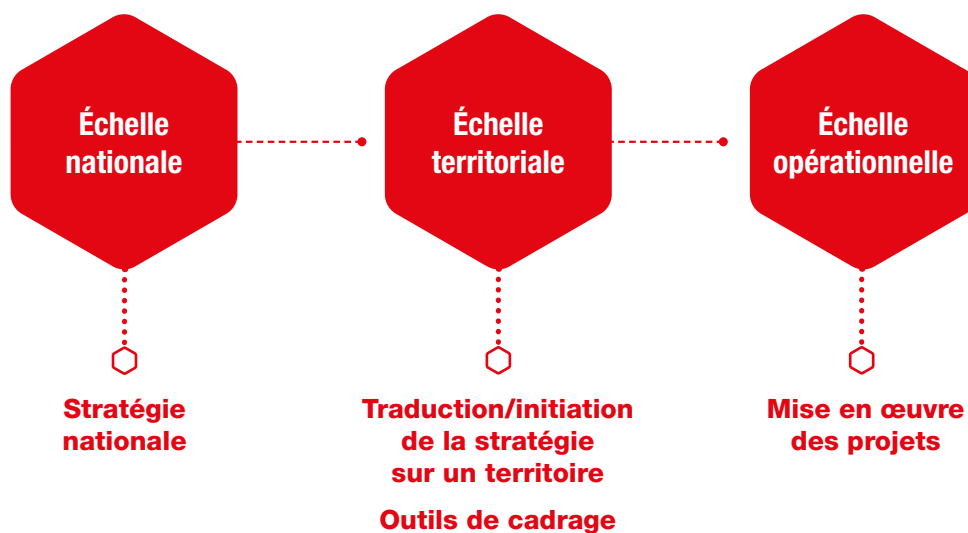 Échelle
nationale
Échelle
territoriale
Échelle
opérationnelle
Stratégie
nationale
Traduction/initiation
de la stratégie
sur un territoire
Outils de cadrage
Mise en œuvre
des projets